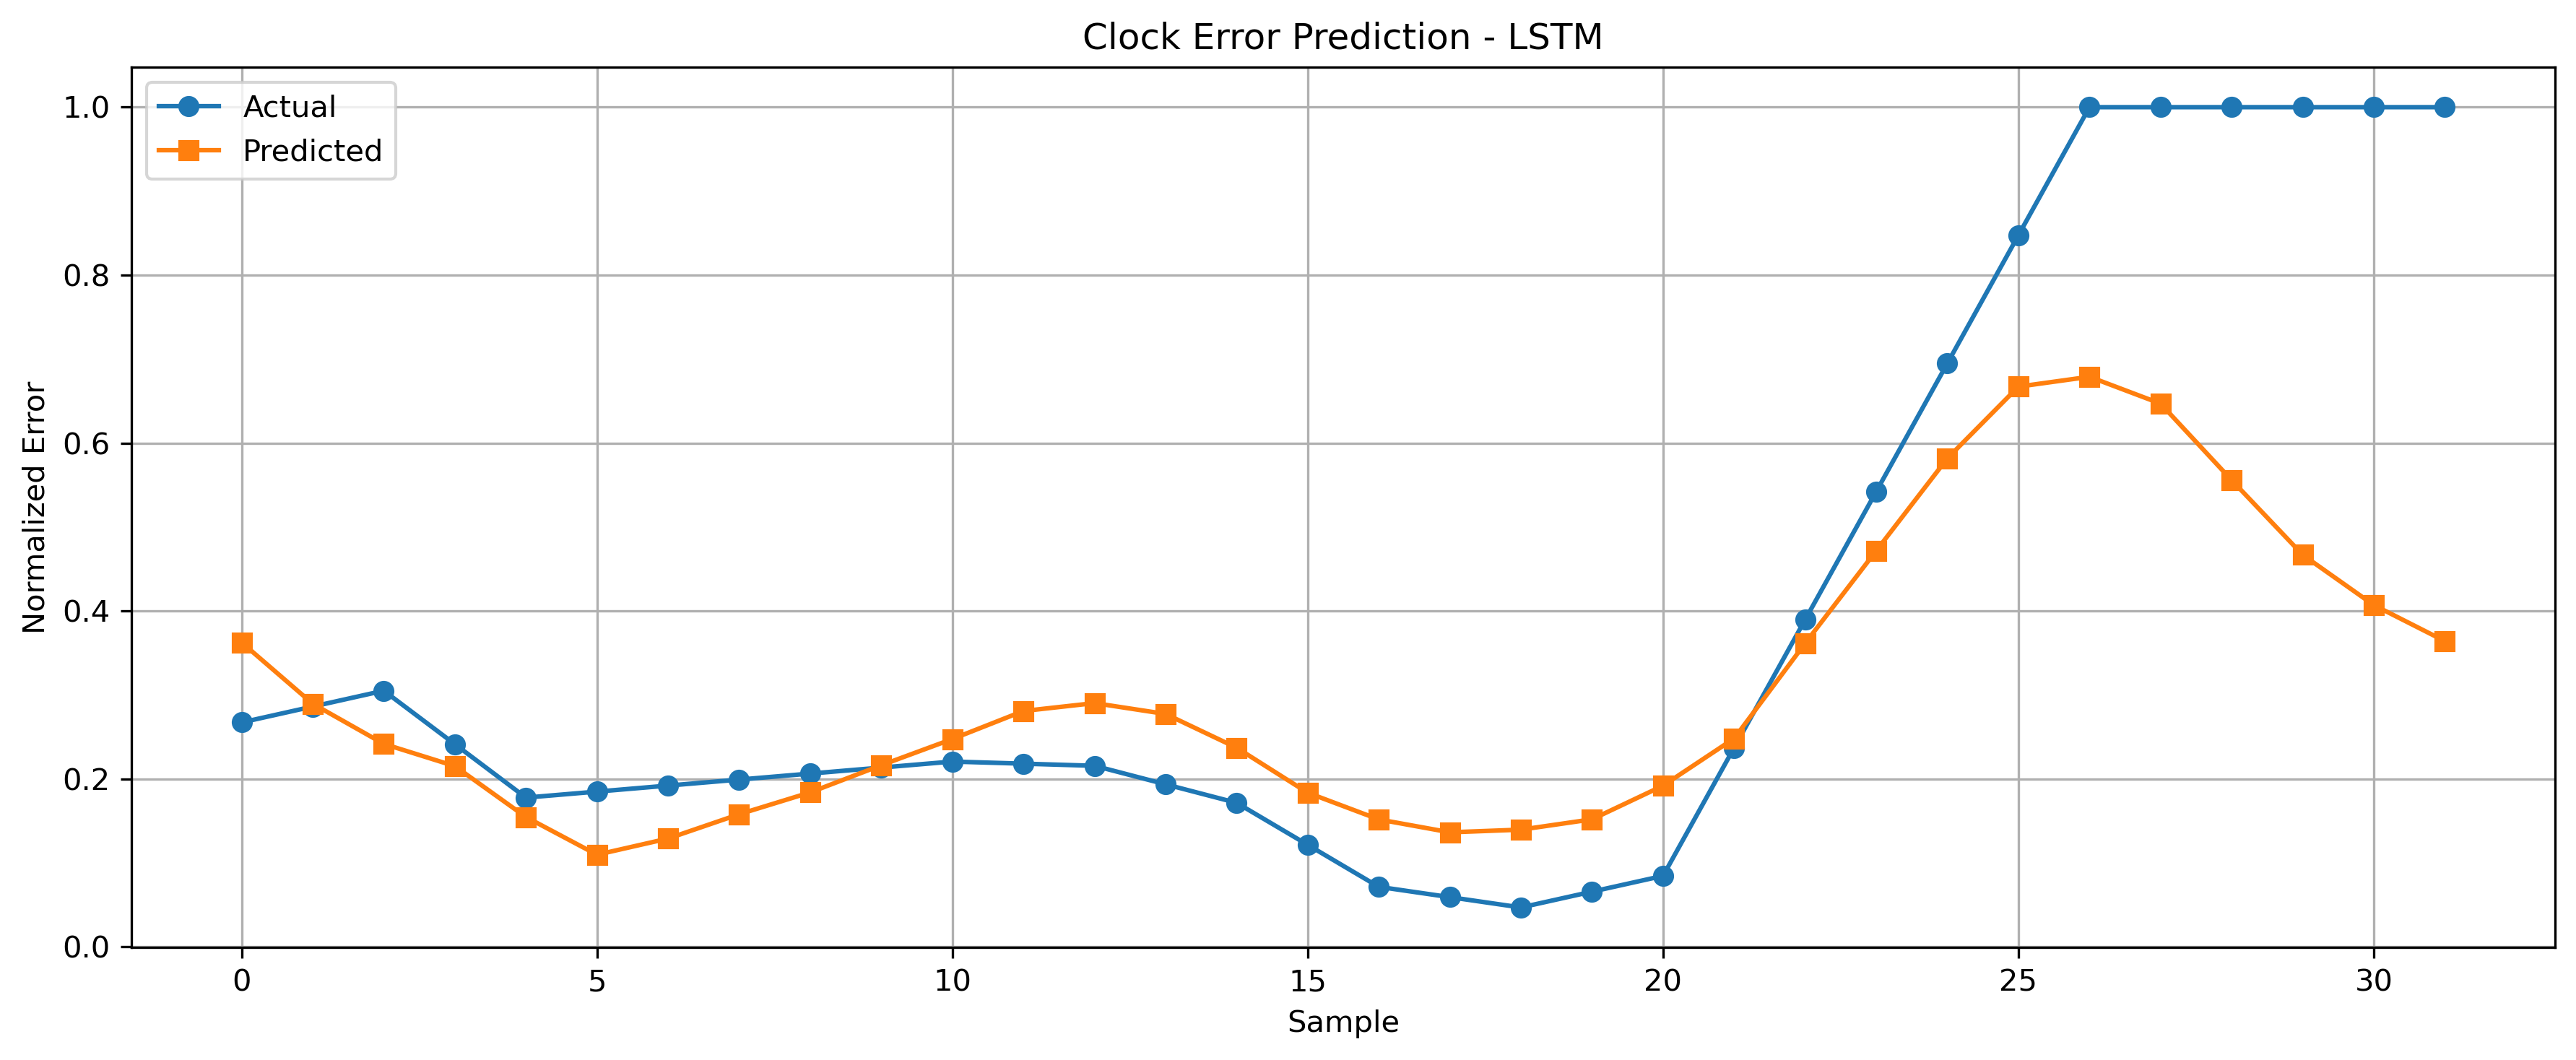 Clock Error Prediction - LSTM
Actual
Predicted
Normalized Error
1.0
0.8
0.6
0.4
0.2
0.0
0 5 10 15 20 25 30
Sample